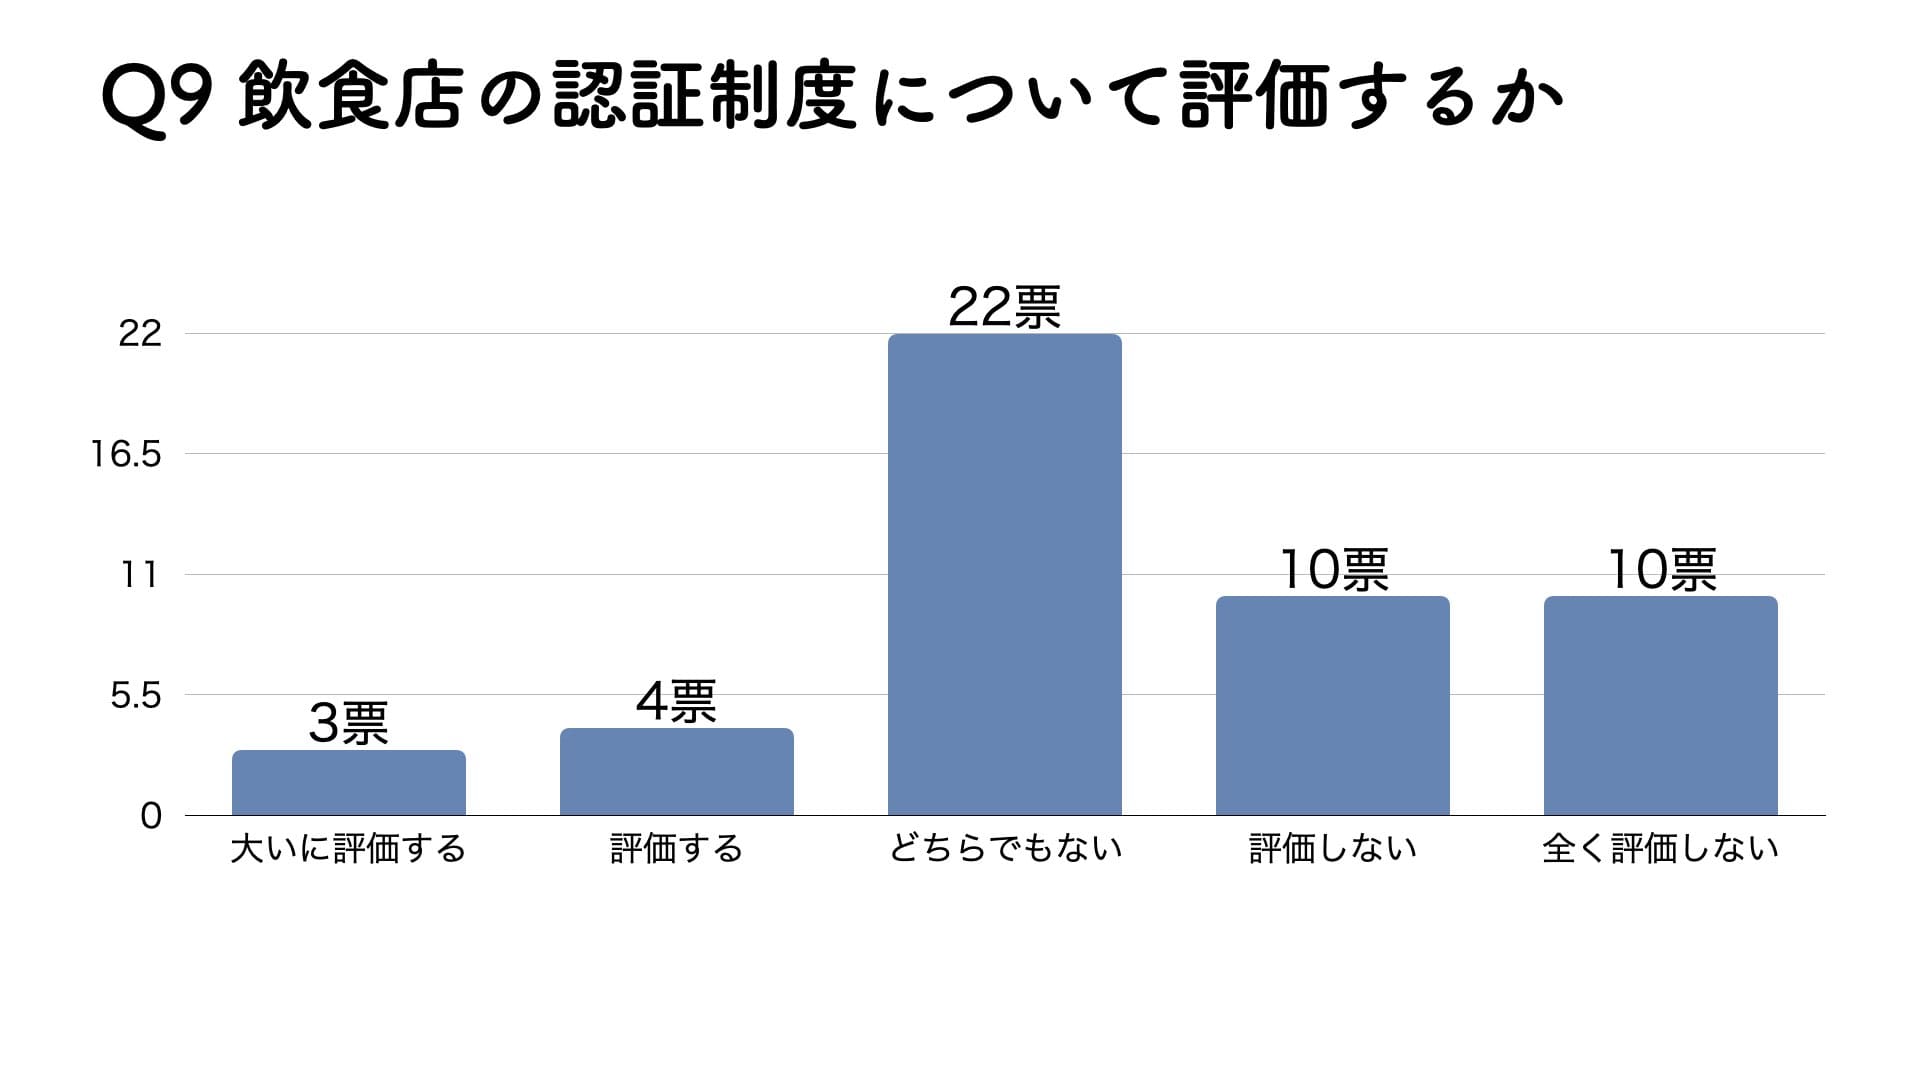 Q9 飲食店の認証制度について評価するか
22票
22
16.5
10票
10票
11
4票
5.5
3票
0
大いに評価する
評価する
どちらでもない
評価しない
全く評価しない